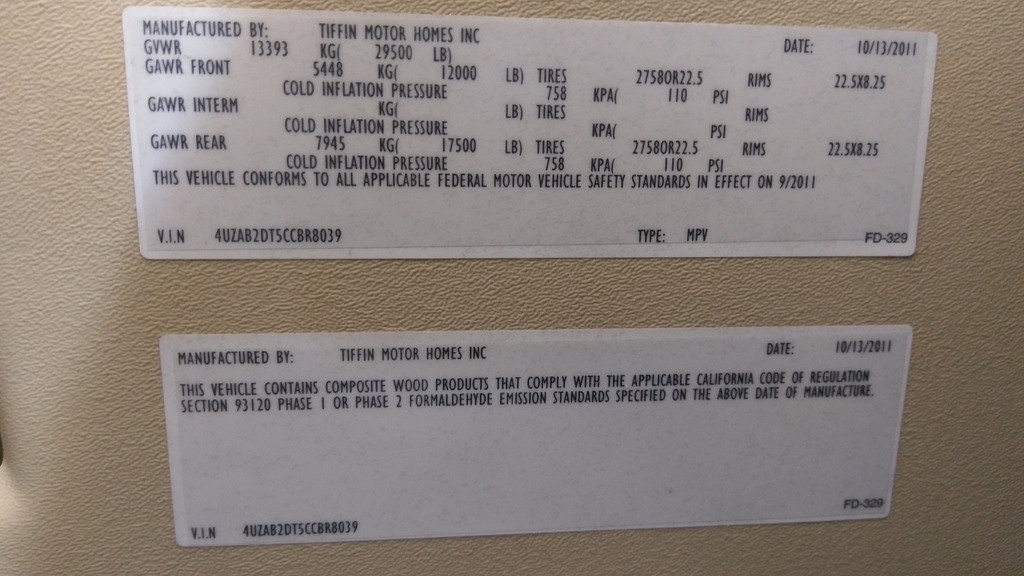 MANUFACTURED BY: TIFFIN MOTOR HOMES INC DATE: 10/13/2011
GVWR 13393 KG( 29500 LB)
GAWR FRONT 5448 KG( 12000 LB) TIRES 27580R22.5 RIMS 22.5X8.25
COLD INFLATION PRESSURE 758 KPA( 110 PSI
GAWR INTERM KG( LB) TIRES RIMS
COLD INFLATION PRESSURE KPA( PSI
GAWR REAR 7945 KG( 17500 LB) TIRES 27580R22.5 RIMS 22.5X8.25
COLD INFLATION PRESSURE 758 KPA( 110 PSI
THIS VEHICLE CONFORMS TO ALL APPLICABLE FEDERAL MOTOR VEHICLE SAFETY STANDARDS IN EFFECT ON 9/2011
V.I.N 4UZAB2DT5CCBR8039 TYPE: MPV FD-329
MANUFACTURED BY: TIFFIN MOTOR HOMES INC DATE: 10/13/2011
THIS VEHICLE CONTAINS COMPOSITE WOOD PRODUCTS THAT COMPLY WITH THE APPLICABLE CALIFORNIA CODE OF REGULATION
SECTION 93120 PHASE 1 OR PHASE 2 FORMALDEHYDE EMISSION STANDARDS SPECIFIED ON THE ABOVE DATE OF MANUFACTURE.
FD-329
V.I.N 4UZAB2DT5CCBR8039